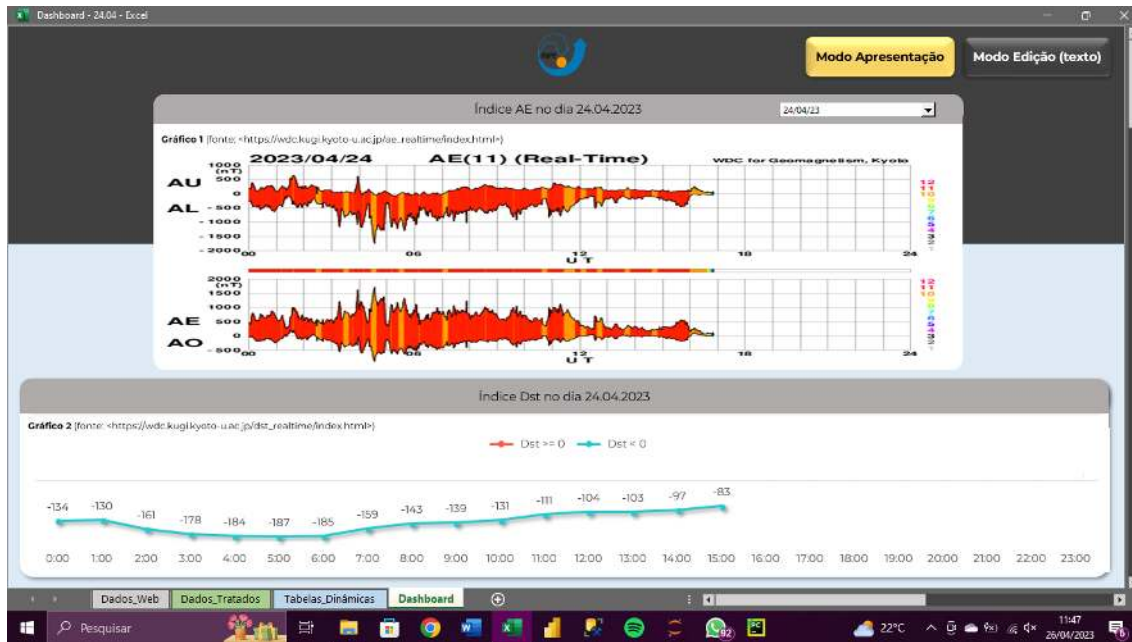 Dashboard - 24.04 - Excel
Modo Apresentação
Modo Edição (texto)
Índice AE no dia 24.04.2023
24/04/23
Gráfico 1 (fonte: <https://wdc.kugi.kyoto-u.ac.jp/ae_realtime/index.html>)
2023/04/24 AE(11) (Real-Time) WDC for Geomagnetism, Kyoto
1000
(nT)
AU 500
0
AL -500
-1000
-1500
-2000
00 06 12 18 24
UT
2000
(nT)
1500
1000
AE 500
AO 0
-500
00 06 12 18 24
UT
Índice Dst no dia 24.04.2023
Gráfico 2 (fonte: <https://wdc.kugi.kyoto-u.ac.jp/dst_realtime/index.html>)
Dst >= 0 Dst < 0
-134 -130 -161 -178 -184 -187 -185 -159 -143 -139 -131 -111 -104 -103 -97 -83
0:00 1:00 2:00 3:00 4:00 5:00 6:00 7:00 8:00 9:00 10:00 11:00 12:00 13:00 14:00 15:00 16:00 17:00 18:00 19:00 20:00 21:00 22:00 23:00
Dados_Web Dados_Tratados Tabelas_Dinâmicas Dashboard
Pesquisar
92
22°C
11:47
26/04/2023